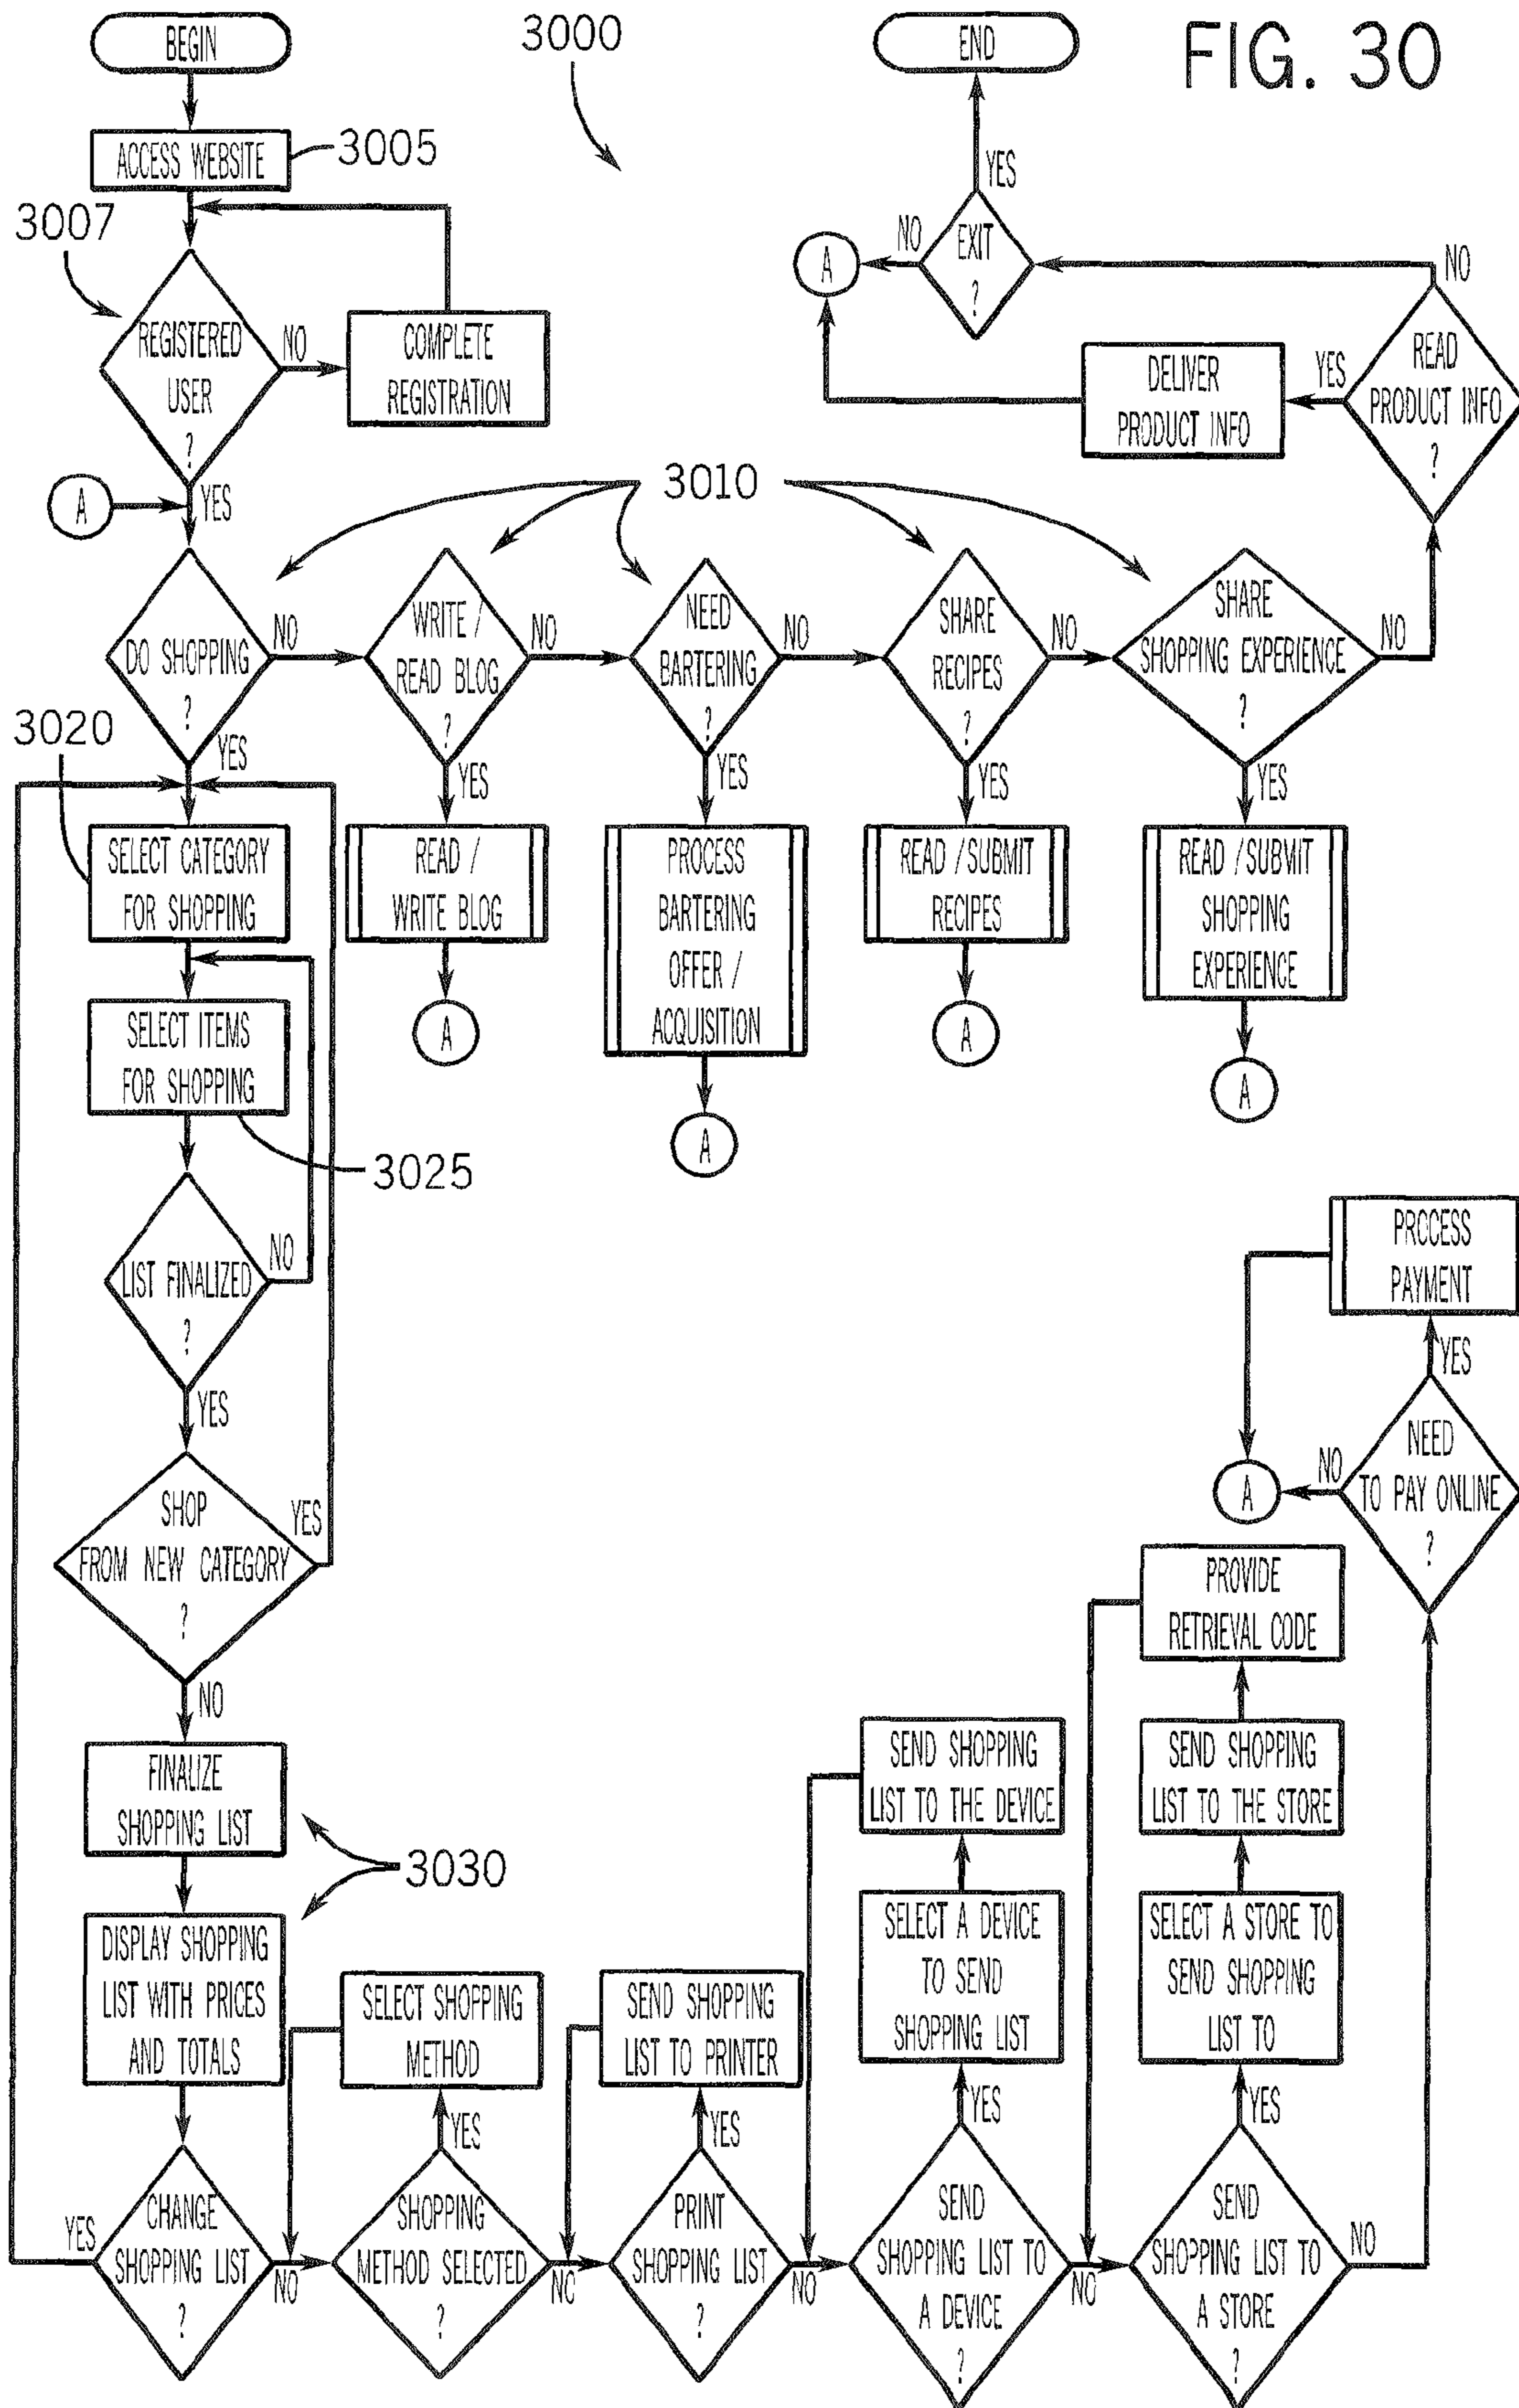 FIG. 30
3000
BEGIN
ACCESS WEBSITE
3005
3007
REGISTERED
USER
?
NO
COMPLETE
REGISTRATION
YES
A
END
YES
EXIT
?
NO
A
DELIVER
PRODUCT INFO
YES
READ
PRODUCT INFO
?
NO
3010
DO SHOPPING
?
NO
YES
WRITE /
READ BLOG
?
NO
YES
NEED
BARTERING
?
NO
YES
SHARE
RECIPES
?
NO
YES
SHARE
SHOPPING EXPERIENCE
?
NO
YES
3020
SELECT CATEGORY
FOR SHOPPING
READ /
WRITE BLOG
A
PROCESS
BARTERING
OFFER /
ACQUISITION
A
READ / SUBMIT
RECIPES
A
READ / SUBMIT
SHOPPING
EXPERIENCE
A
SELECT ITEMS
FOR SHOPPING
3025
LIST FINALIZED
?
NO
YES
SHOP
FROM NEW CATEGORY
?
YES
NO
FINALIZE
SHOPPING LIST
3030
DISPLAY SHOPPING
LIST WITH PRICES
AND TOTALS
CHANGE
SHOPPING LIST
?
YES
NO
SELECT SHOPPING
METHOD
YES
SHOPPING
METHOD SELECTED
?
NO
SEND SHOPPING
LIST TO PRINTER
YES
PRINT
SHOPPING LIST
?
NO
SEND SHOPPING
LIST TO THE DEVICE
SELECT A DEVICE
TO SEND
SHOPPING LIST
YES
SEND
SHOPPING LIST TO
A DEVICE
?
NO
PROVIDE
RETRIEVAL CODE
SEND SHOPPING
LIST TO THE STORE
SELECT A STORE TO
SEND SHOPPING
LIST TO
YES
SEND
SHOPPING LIST TO
A STORE
?
NO
PROCESS
PAYMENT
YES
NEED
TO PAY ONLINE
?
NO
A